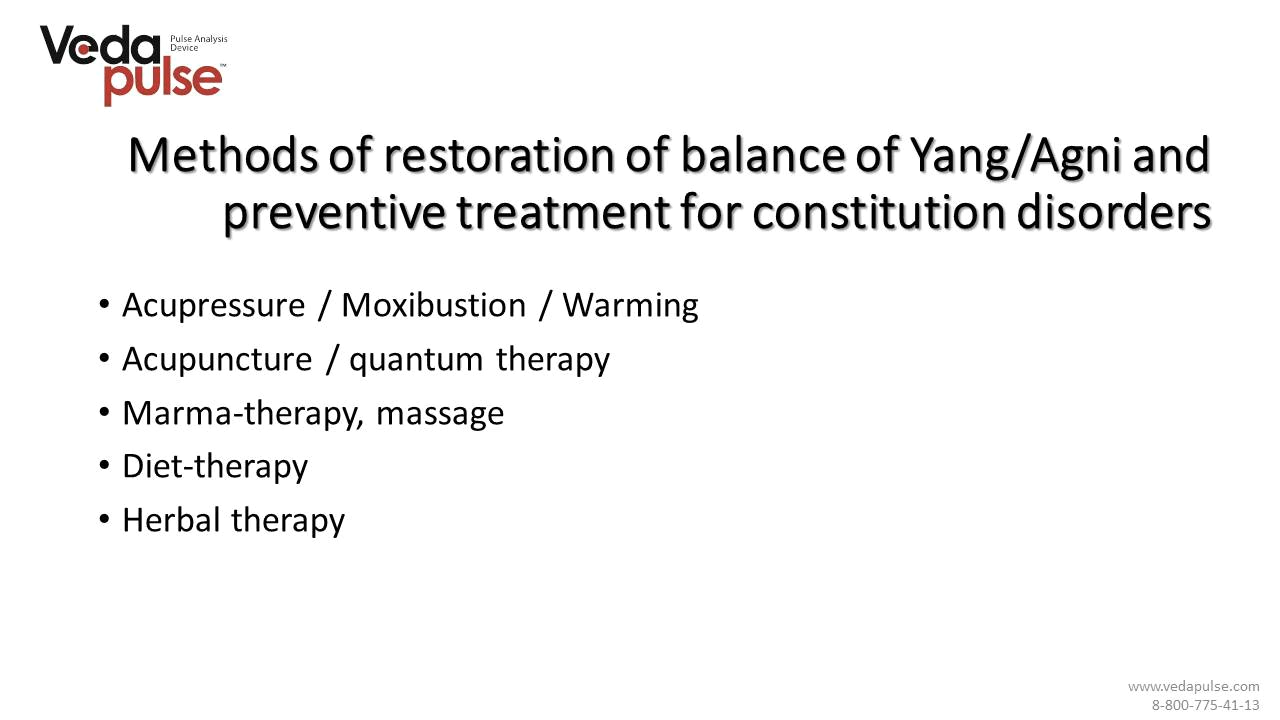 Veda
Pulse Analysis
Device
pulse™
Methods of restoration of balance of Yang/Agni and
preventive treatment for constitution disorders
• Acupressure / Moxibustion / Warming
• Acupuncture / quantum therapy
• Marma-therapy, massage
• Diet-therapy
• Herbal therapy
www.vedapulse.com
8-800-775-41-13